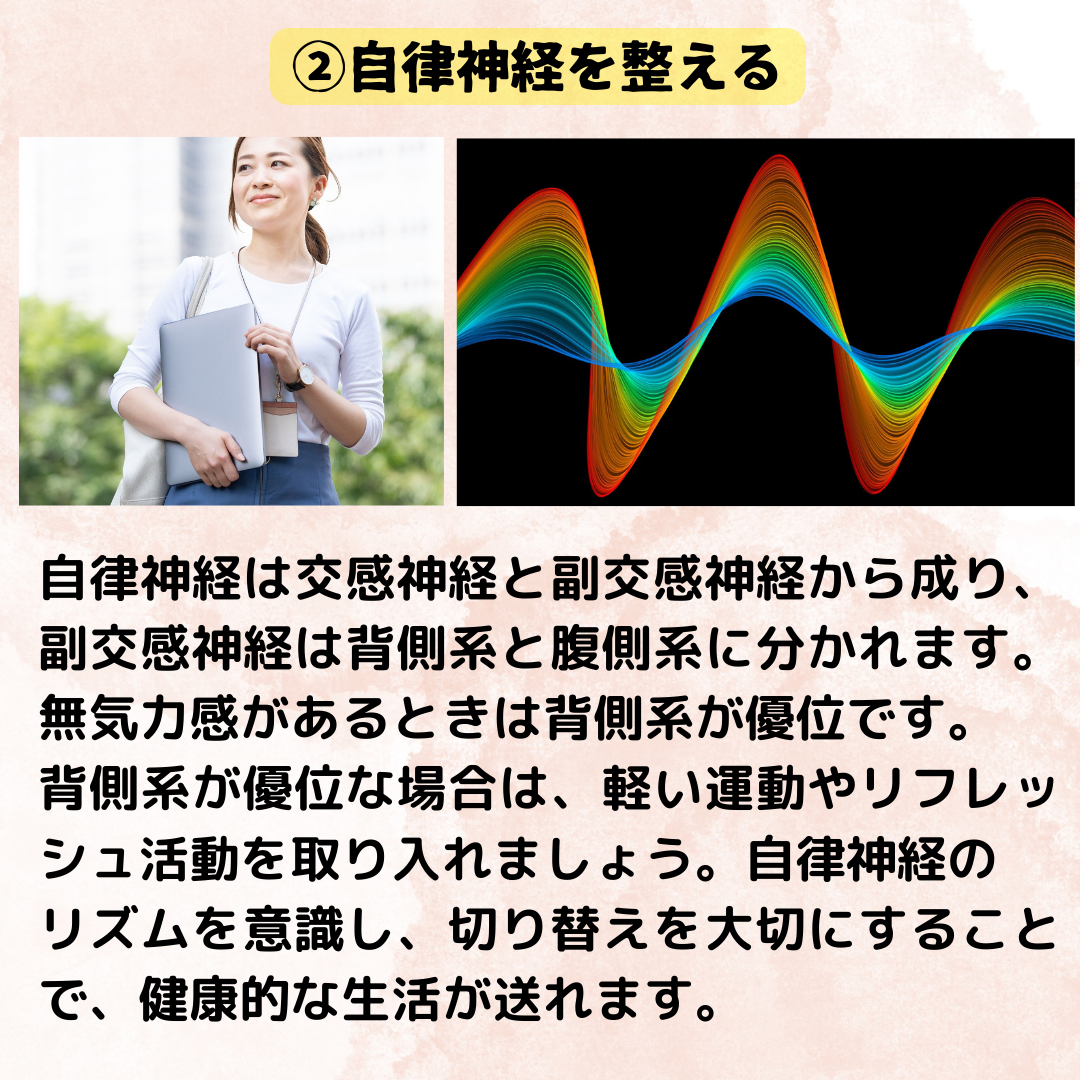 ②自律神経を整える
自律神経は交感神経と副交感神経から成り、
副交感神経は背側系と腹側系に分かれます。
無気力感があるときは背側系が優位です。
背側系が優位な場合は、軽い運動やリフレッ
シュ活動を取り入れましょう。自律神経の
リズムを意識し、切り替えを大切にすること
で、健康的な生活が送れます。